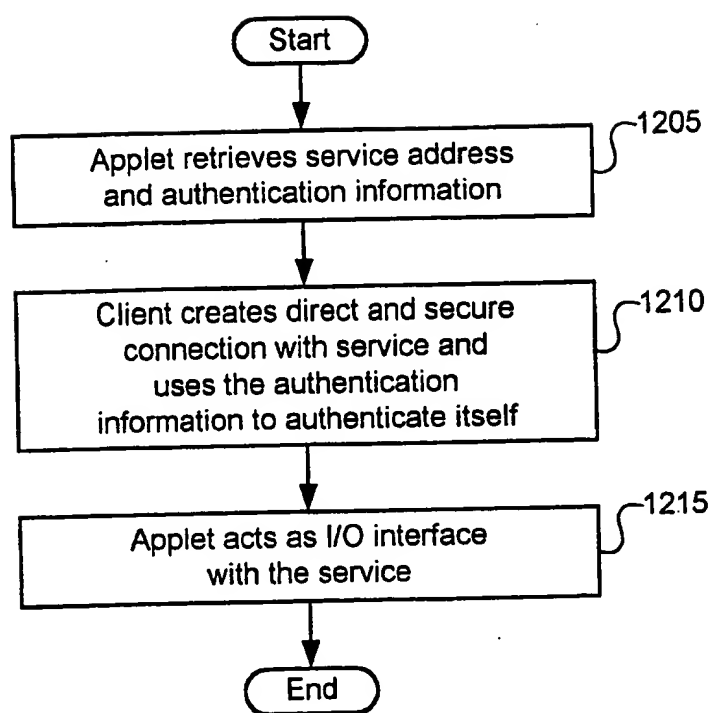 Start
1205
Applet retrieves service address
and authentication information
1210
Client creates direct and secure
connection with service and
uses the authentication
information to authenticate itself
1215
Applet acts as I/O interface
with the service
End